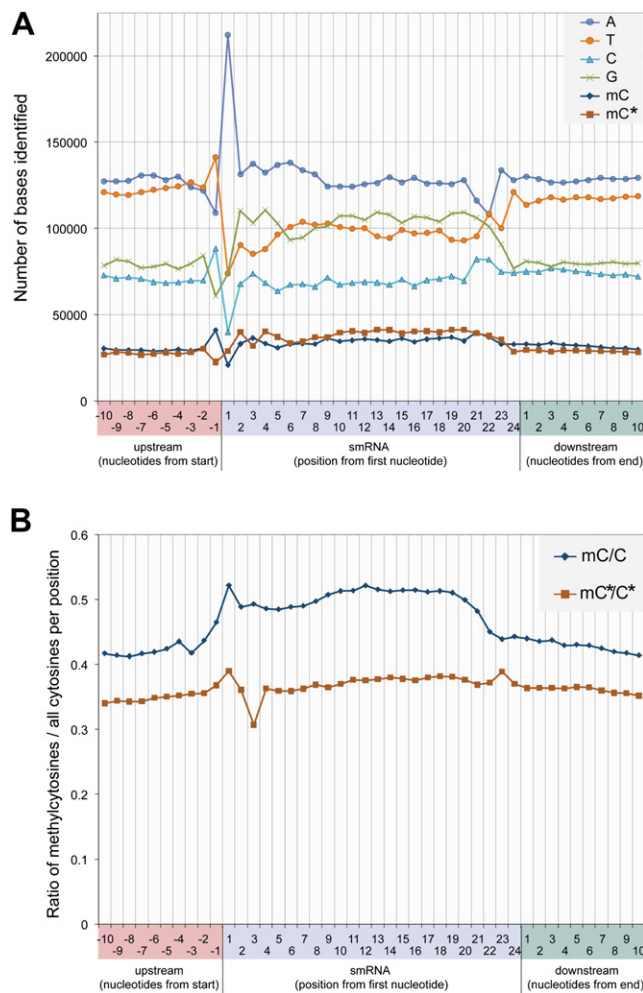 A
Number of bases identified
200000
150000
100000
50000
0
A
T
C
G
mC
mC*
-10 -8 -6 -4 -2 1 3 5 7 9 11 13 15 17 19 21 23 1 3 5 7 9
-9 -7 -5 -3 -1 2 4 6 8 10 12 14 16 18 20 22 24 2 4 6 8 10
upstream smRNA downstream
(nucleotides from start) (position from first nucleotide) (nucleotides from end)
B
Ratio of methylcytosines / all cytosines per position
0.6
0.5
0.4
0.3
0.2
0.1
0
mC/C
mC*/C*
-10 -8 -6 -4 -2 1 3 5 7 9 11 13 15 17 19 21 23 1 3 5 7 9
-9 -7 -5 -3 -1 2 4 6 8 10 12 14 16 18 20 22 24 2 4 6 8 10
upstream smRNA downstream
(nucleotides from start) (position from first nucleotide) (nucleotides from end)